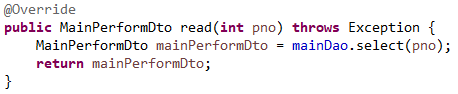 @Override
public MainPerformDto read(int pno) throws Exception {
    MainPerformDto mainPerformDto = mainDao.select(pno);
    return mainPerformDto;
}